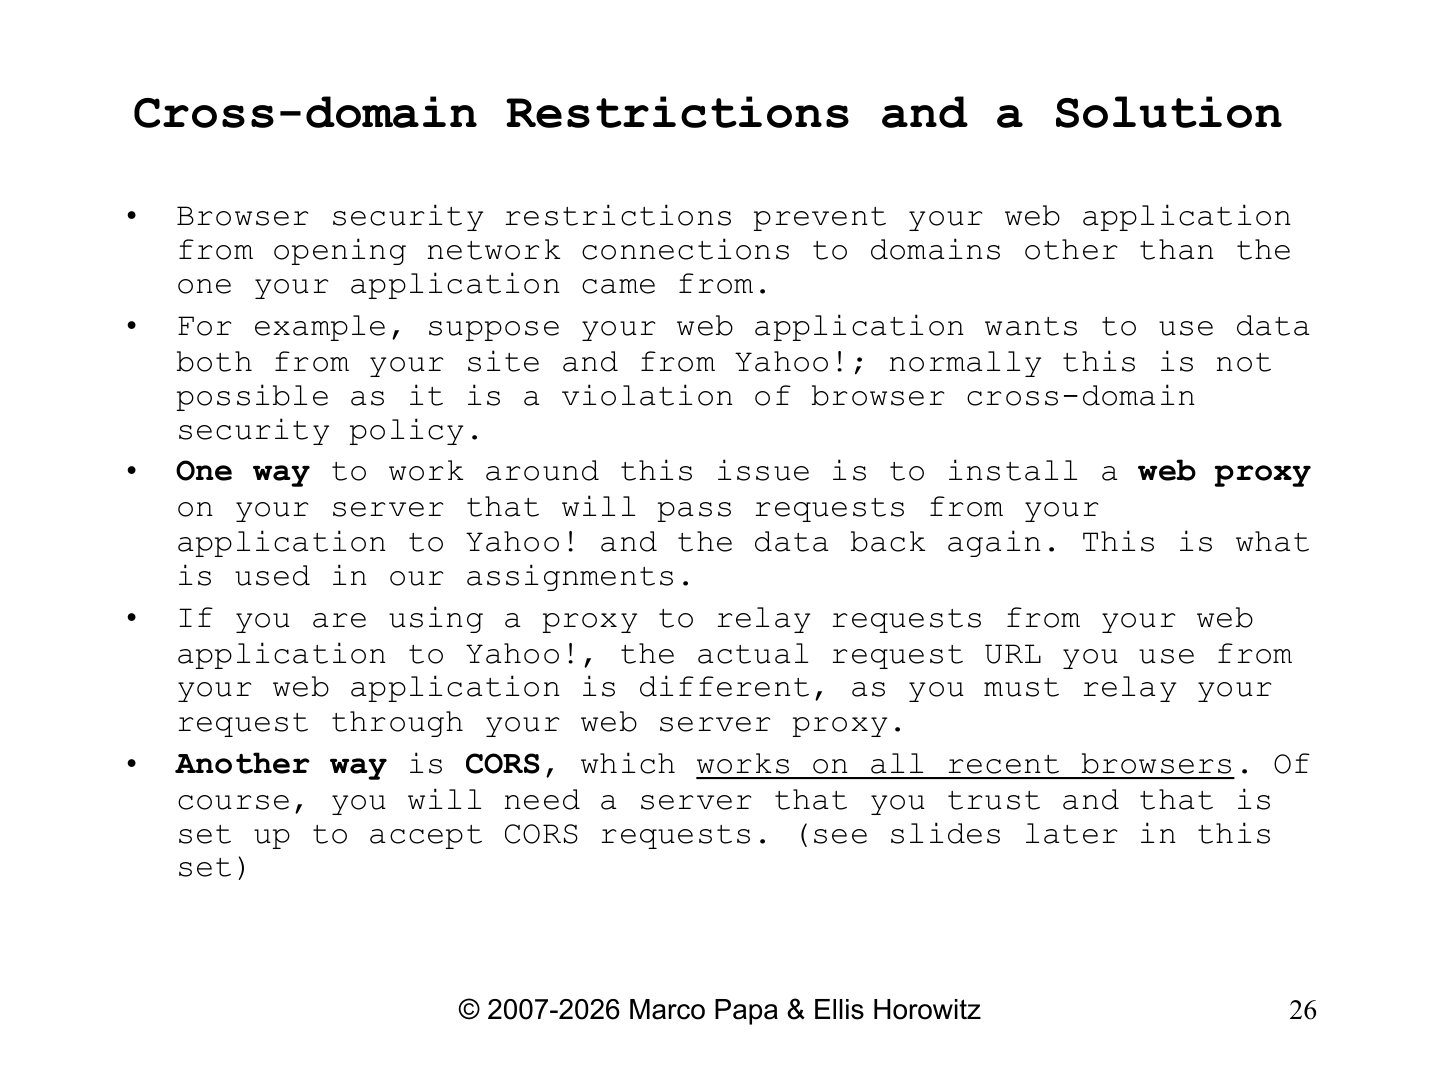 Cross-domain Restrictions and a Solution
• Browser security restrictions prevent your web application
from opening network connections to domains other than the
one your application came from.
• For example, suppose your web application wants to use data
both from your site and from Yahoo!; normally this is not
possible as it is a violation of browser cross-domain
security policy.
• One way to work around this issue is to install a web proxy
on your server that will pass requests from your
application to Yahoo! and the data back again. This is what
is used in our assignments.
• If you are using a proxy to relay requests from your web
application to Yahoo!, the actual request URL you use from
your web application is different, as you must relay your
request through your web server proxy.
• Another way is CORS, which works on all recent browsers. Of
course, you will need a server that you trust and that is
set up to accept CORS requests. (see slides later in this
set)
© 2007-2026 Marco Papa & Ellis Horowitz
26